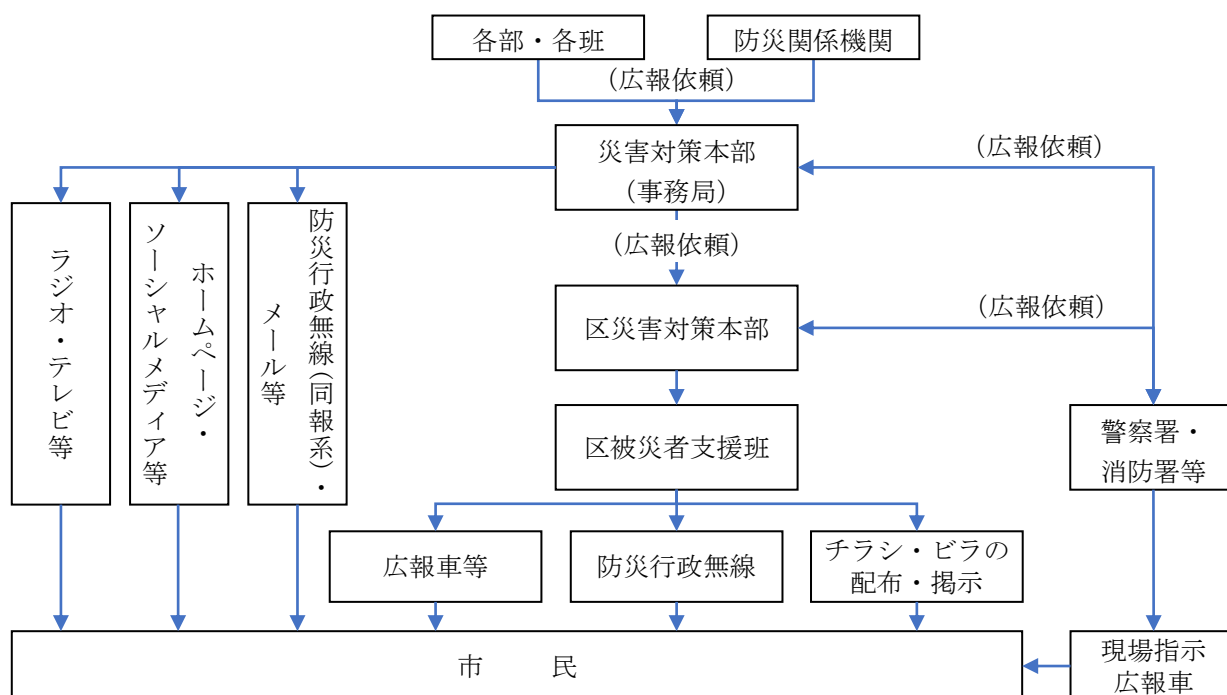 各部・各班
防災関係機関
(広報依頼)
災害対策本部
(事務局)
(広報依頼)
(広報依頼)
区災害対策本部
(広報依頼)
ラジオ・テレビ等
ホームページ・
ソーシャルメディア等
防災行政無線(同報系)・
メール等
区被災者支援班
警察署・
消防署等
広報車等
防災行政無線
チラシ・ビラの
配布・掲示
市　　民
現場指示
広報車